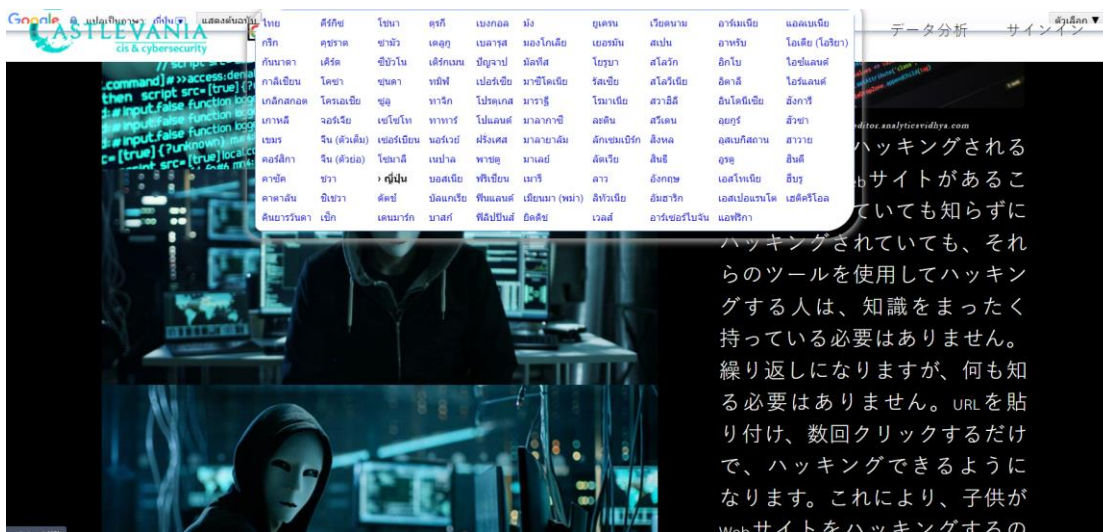 Google แปลเป็นภาษา: ญี่ปุ่น แสดงต้นฉบับ
ตัวเลือก ▼
CASTLEVANIA
cis & cybersecurity
データ分析 サインイン
ไทย คีร์กีซ โชนา ตุรกี เบงกอล ม้ง ยูเครน เวียดนาม อาร์เมเนีย แอลเบเนีย
กรีก คุชราต ซามัว เตลูกู เบลารุส มองโกเลีย เยอรมัน สเปน อาหรับ โอเดีย (โอริยา)
กันนาดา เคิร์ด ซีบัวโน เติร์กเมน ปัญจาป มัลทีส โยรูบา สโลวัก อิกโบ ไอซ์แลนด์
กาลิเชียน โคซา ซุนดา ทมิฬ เปอร์เซีย มาซิโดเนีย รัสเซีย สโลวีเนีย อิตาลี ไอร์แลนด์
เกลิกสกอต โครเอเชีย ซูลู ทาจิก โปรตุเกส มาราฐี โรมาเนีย สวาฮิลี อินโดนีเซีย ฮังการี
เกาหลี จอร์เจีย เซโซโท ทาทาร์ โปแลนด์ มาลากาซี ละติน สวีเดน อุยกูร์ ฮัวซา
เขมร จีน (ตัวเต็ม) เซอร์เบียน นอร์เวย์ ฝรั่งเศส มาลายาลัม ลักเซมเบิร์ก สิงหล อุสเบกิสถาน ฮาวาย
คอร์สิกา จีน (ตัวย่อ) โซมาลี เนปาล พาชตู มาเลย์ ลัตเวีย สินธี อูรดู ฮินดี
คาซัค ชวา › ญี่ปุ่น บอสเนีย ฟริเชียน เมารี ลาว อังกฤษ เอสโทเนีย ฮีบรู
คาตาลัน ชิเชวา ดัตช์ บัลแกเรีย ฟินแลนด์ เมียนมา (พม่า) ลิทัวเนีย อัมฮาริก เอสเปอแรนโต เฮติครีโอล
คินยารวันดา เช็ก เดนมาร์ก บาสก์ ฟิลิปปินส์ ยิดดิช เวลส์ อาร์เซอร์ไบจัน แอฟริกา
command]#>>access:denia
then script src=[true]{?
#input.false function logg
#input.false function
ハッキングされる
サイトがあるこ
ていても知らずに
ハッキングされていても、それ
らのツールを使用してハッキン
グする人は、知識をまったく
持っている必要はありません。
繰り返しになりますが、何も知
る必要はありません。URLを貼
り付け、数回クリックするだけ
で、ハッキングできるように
なります。これにより、子供が
Webサイトをハッキングするの